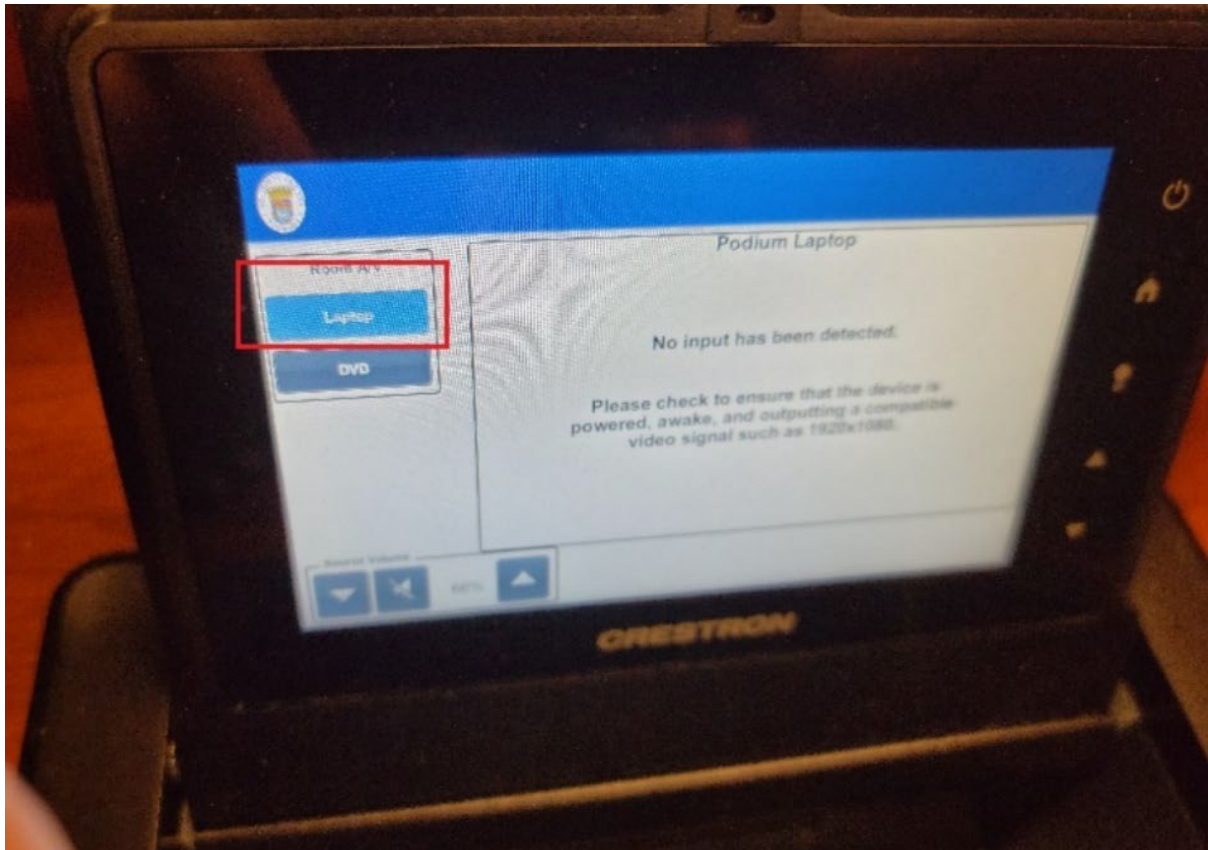 Room A/V
Laptop
DVD
Podium Laptop
No input has been detected.
Please check to ensure that the device is
powered, awake, and outputting a compatible
video signal such as 1920x1080.
Source Volume
CRESTRON